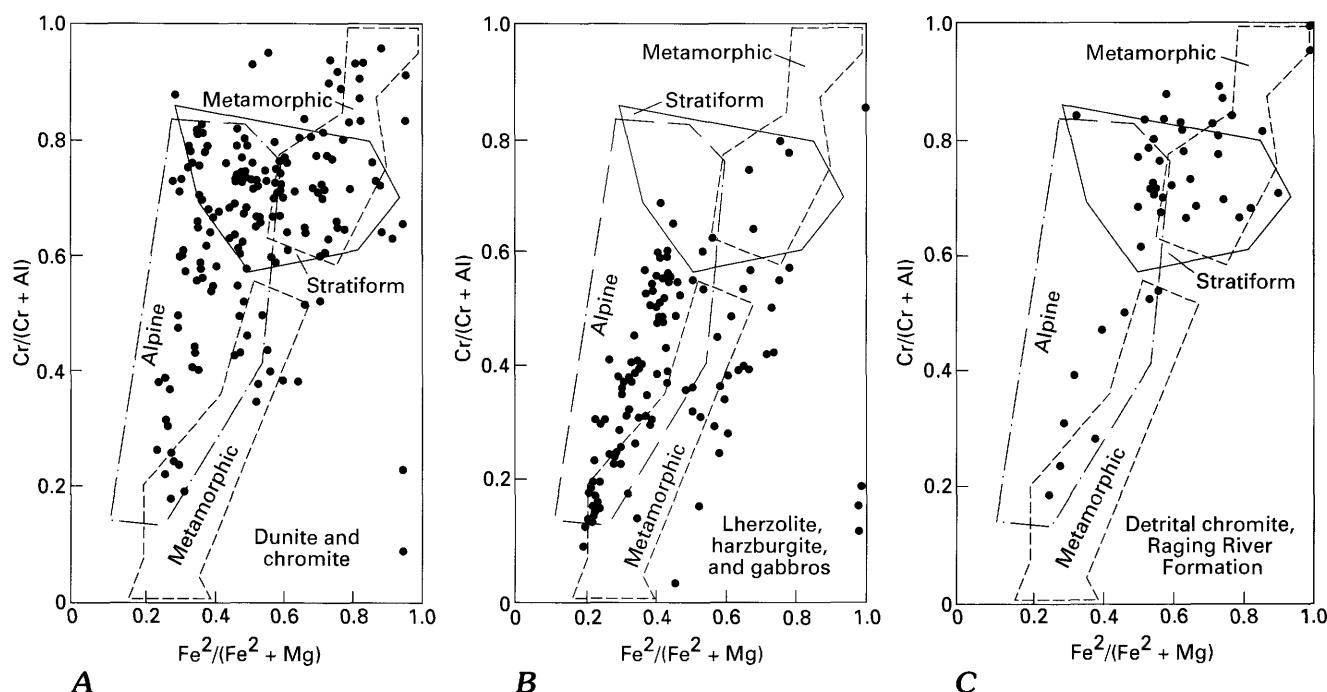 1.0
0.8
0.6
0.4
0.2
0
Cr/(Cr + Al)
Metamorphic
Stratiform
Alpine
Metamorphic
Dunite and
chromite
0.2
0.4
0.6
0.8
1.0
Fe²/(Fe² + Mg)
A
1.0
0.8
0.6
0.4
0.2
0
Cr/(Cr + Al)
Metamorphic
Stratiform
Alpine
Metamorphic
Lherzolite,
harzburgite,
and gabbros
0.2
0.4
0.6
0.8
1.0
Fe²/(Fe² + Mg)
B
1.0
0.8
0.6
0.4
0.2
0
Cr/(Cr + Al)
Metamorphic
Stratiform
Alpine
Metamorphic
Detrital chromite,
Raging River
Formation
0.2
0.4
0.6
0.8
1.0
Fe²/(Fe² + Mg)
C